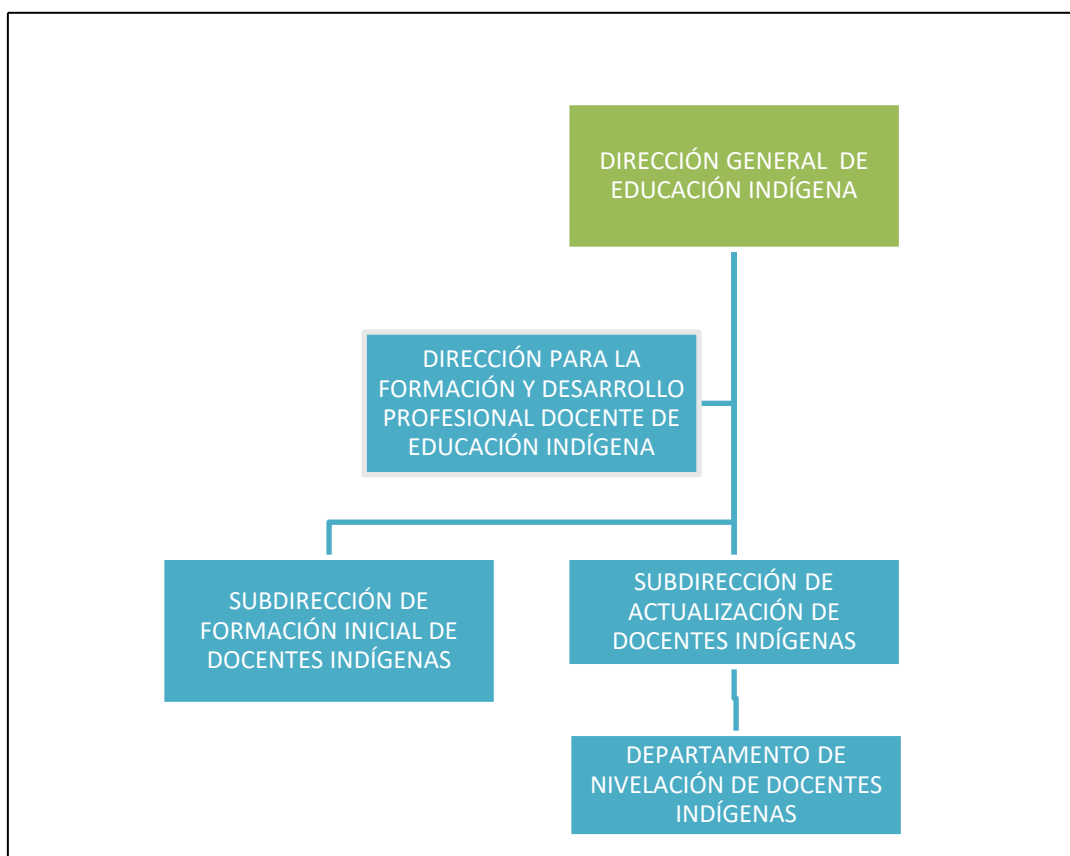 DIRECCIÓN GENERAL  DE
EDUCACIÓN INDÍGENA
DIRECCIÓN PARA LA
FORMACIÓN Y DESARROLLO
PROFESIONAL DOCENTE DE
EDUCACIÓN INDÍGENA
SUBDIRECCIÓN DE
FORMACIÓN INICIAL DE
DOCENTES INDÍGENAS
SUBDIRECCIÓN DE
ACTUALIZACIÓN DE
DOCENTES INDÍGENAS
DEPARTAMENTO DE
NIVELACIÓN DE DOCENTES
INDÍGENAS